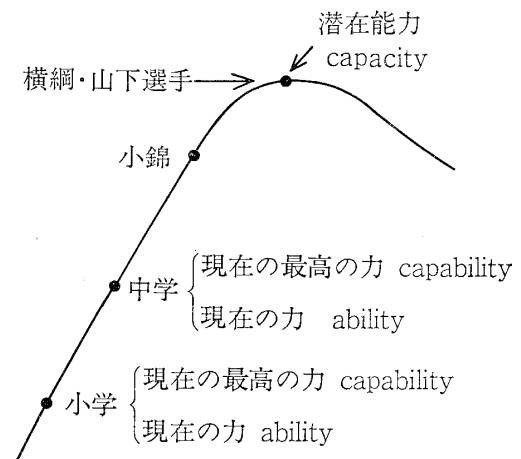 潜在能力
capacity
横綱・山下選手
小錦
中学
現在の最高の力 capability
現在の力 ability
小学
現在の最高の力 capability
現在の力 ability